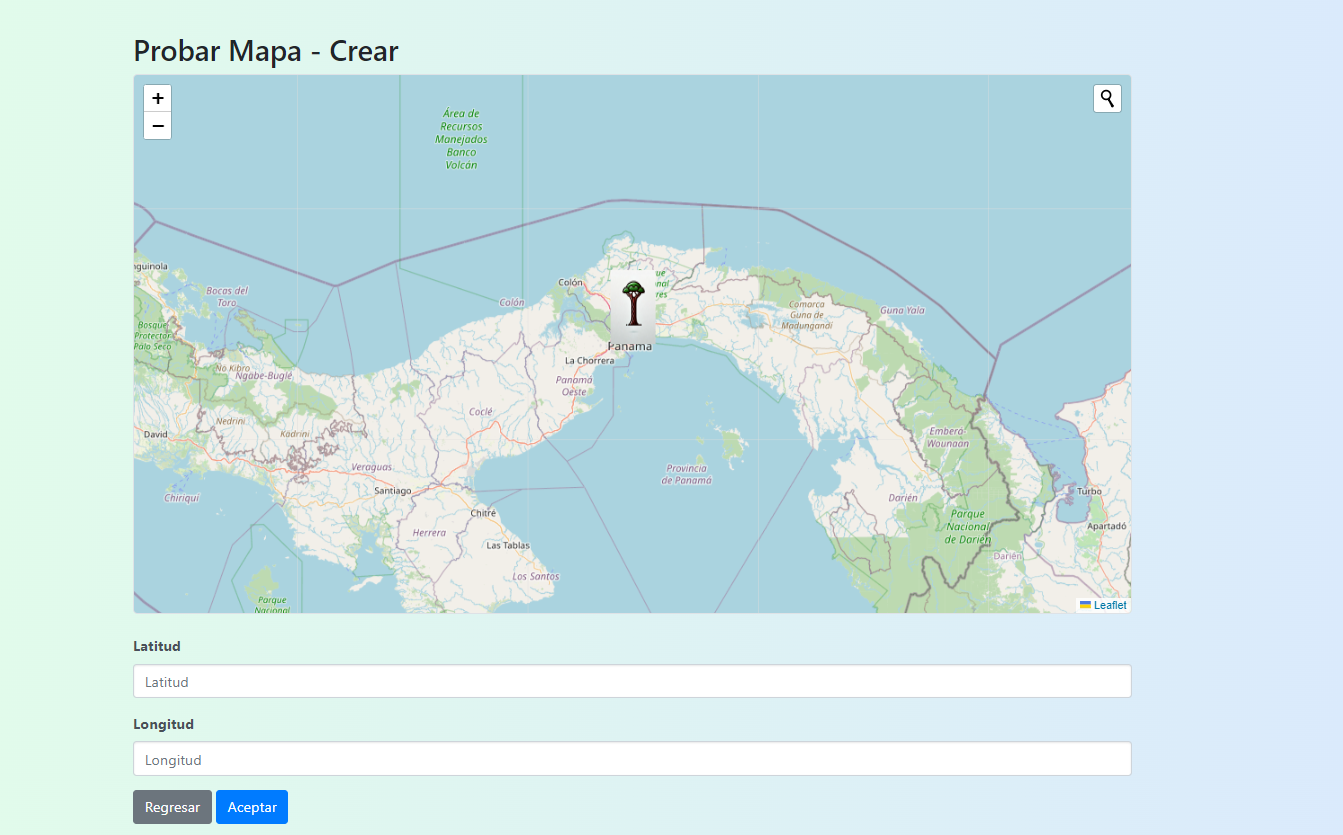 Probar Mapa - Crear
+
−
Área de
Recursos
Manejados
Banco
Volcán
nguinola
Bocas del
Toro
Colón
Colón
Panama
La Chorrera
Panamá
Oeste
Comarca
Guna de
Madungandí
Guna Yala
Bosque
Protector
Palo Seco
No Kribo
Ngäbe-Buglé
Nedrini
Kädrini
David
Chiriquí
Veraguas
Santiago
Coclé
Chitré
Herrera
Las Tablas
Los Santos
Parque
Nacional
Provincia
de Panamá
Emberá-
Wounaan
Darién
Parque
Nacional
de Darién
Darién
Turbo
Apartadó
Leaflet
Latitud
Latitud
Longitud
Longitud
Regresar
Aceptar